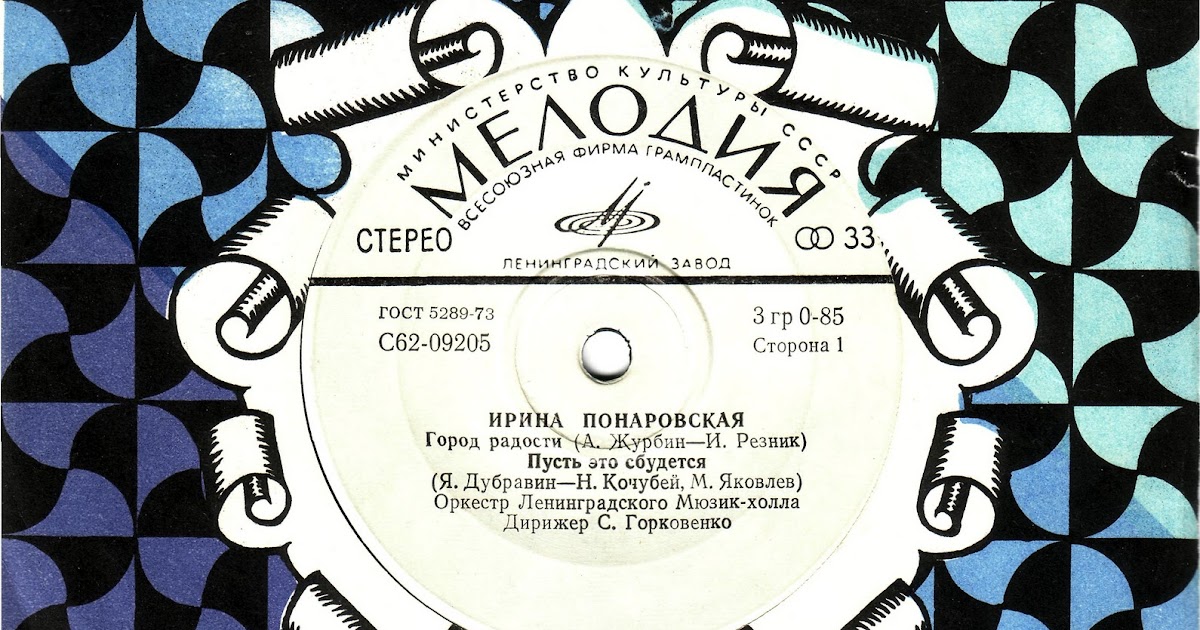 МИНИСТЕРСТВО КУЛЬТУРЫ СССР
МЕЛОДИЯ
ВСЕСОЮЗНАЯ ФИРМА ГРАМПЛАСТИНОК
СТЕРЕО
33
ЛЕНИНГРАДСКИЙ ЗАВОД
ГОСТ 5289-73
3 гр 0-85
С62-09205
Сторона 1
ИРИНА ПОНАРОВСКАЯ
Город радости (А. Журбин—И. Резник)
Пусть это сбудется
(Я. Дубравин—Н. Кочубей, М. Яковлев)
Оркестр Ленинградского Мюзик-холла
Дирижер С. Горковенко